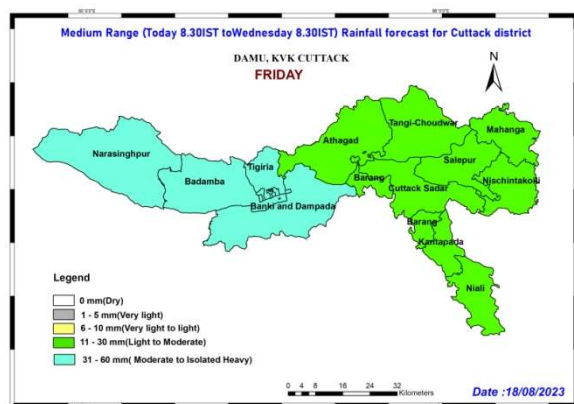 Medium Range (Today 8.30IST toWednesday 8.30IST) Rainfall forecast for Cuttack district
DAMU, KVK CUTTACK
FRIDAY
N
Tangi-Choudwar
Mahanga
Athagad
Narasinghpur
Tigiria
Salepur
Badamba
Barang
Nischintakoili
Cuttack Sadar
Banki and Dampada
Barang
Kantapada
Niali
Legend
0 mm(Dry)
1 - 5 mm(Very light)
6 - 10 mm(Very light to light)
11 - 30 mm(Light to Moderate)
31 - 60 mm( Moderate to Isolated Heavy)
0 4 8 16 24 32
Kilometers
Date :18/08/2023